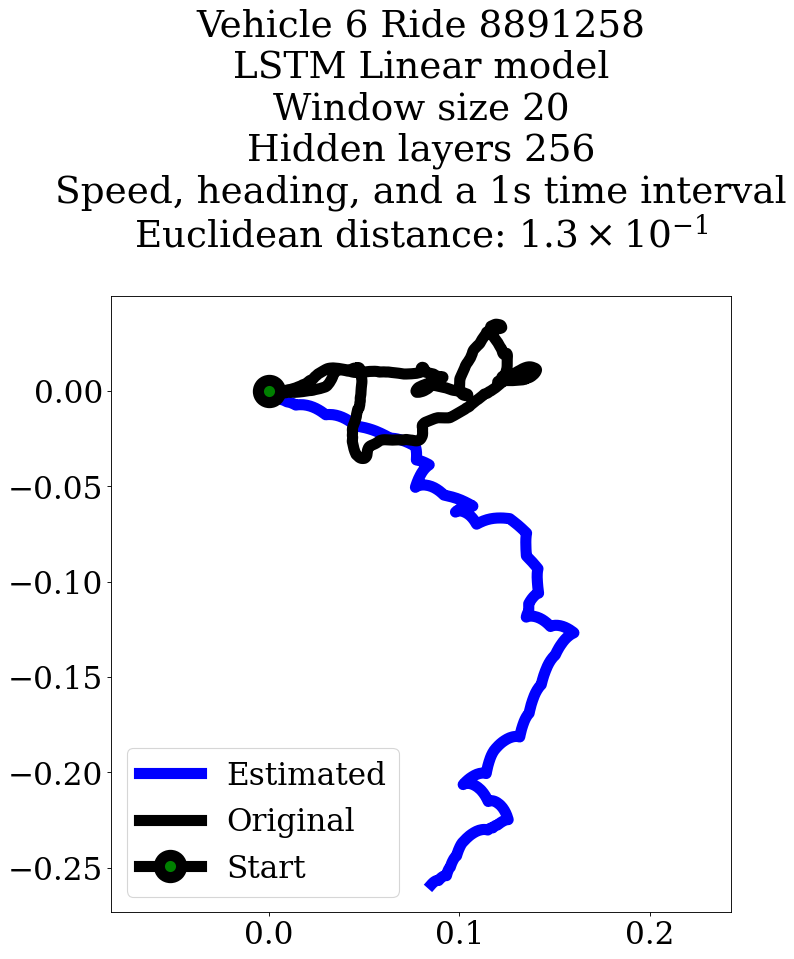 Vehicle 6 Ride 8891258
LSTM Linear model
Window size 20
Hidden layers 256
Speed, heading, and a 1s time interval
Euclidean distance: 1.3 × 10⁻¹
0.00
−0.05
−0.10
−0.15
−0.20
−0.25
Estimated
Original
Start
0.0 0.1 0.2